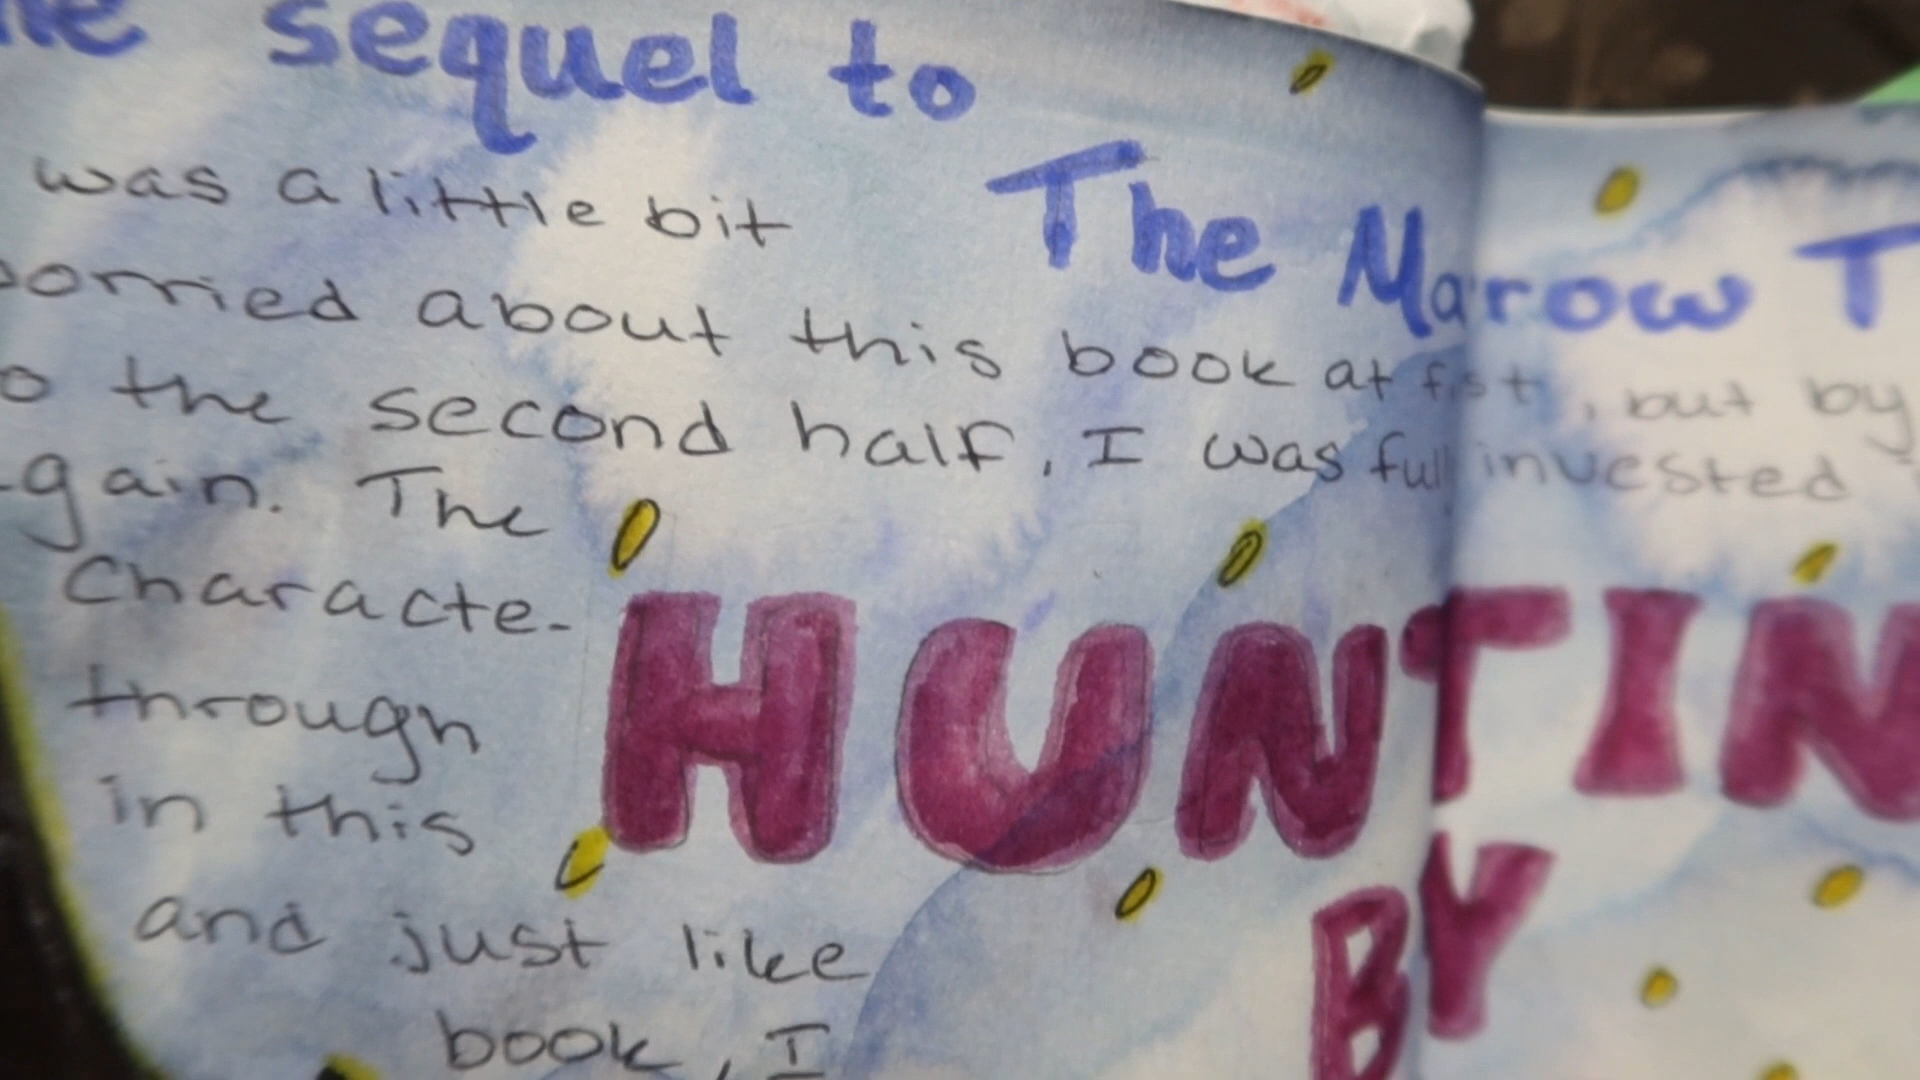 sequel to
The Marow T
was a little bit
orried about this book at fist, but by
o the second half, I was full invested
gain. The
characte-
through
in this
and just like
book, I
HUNTIN
BY